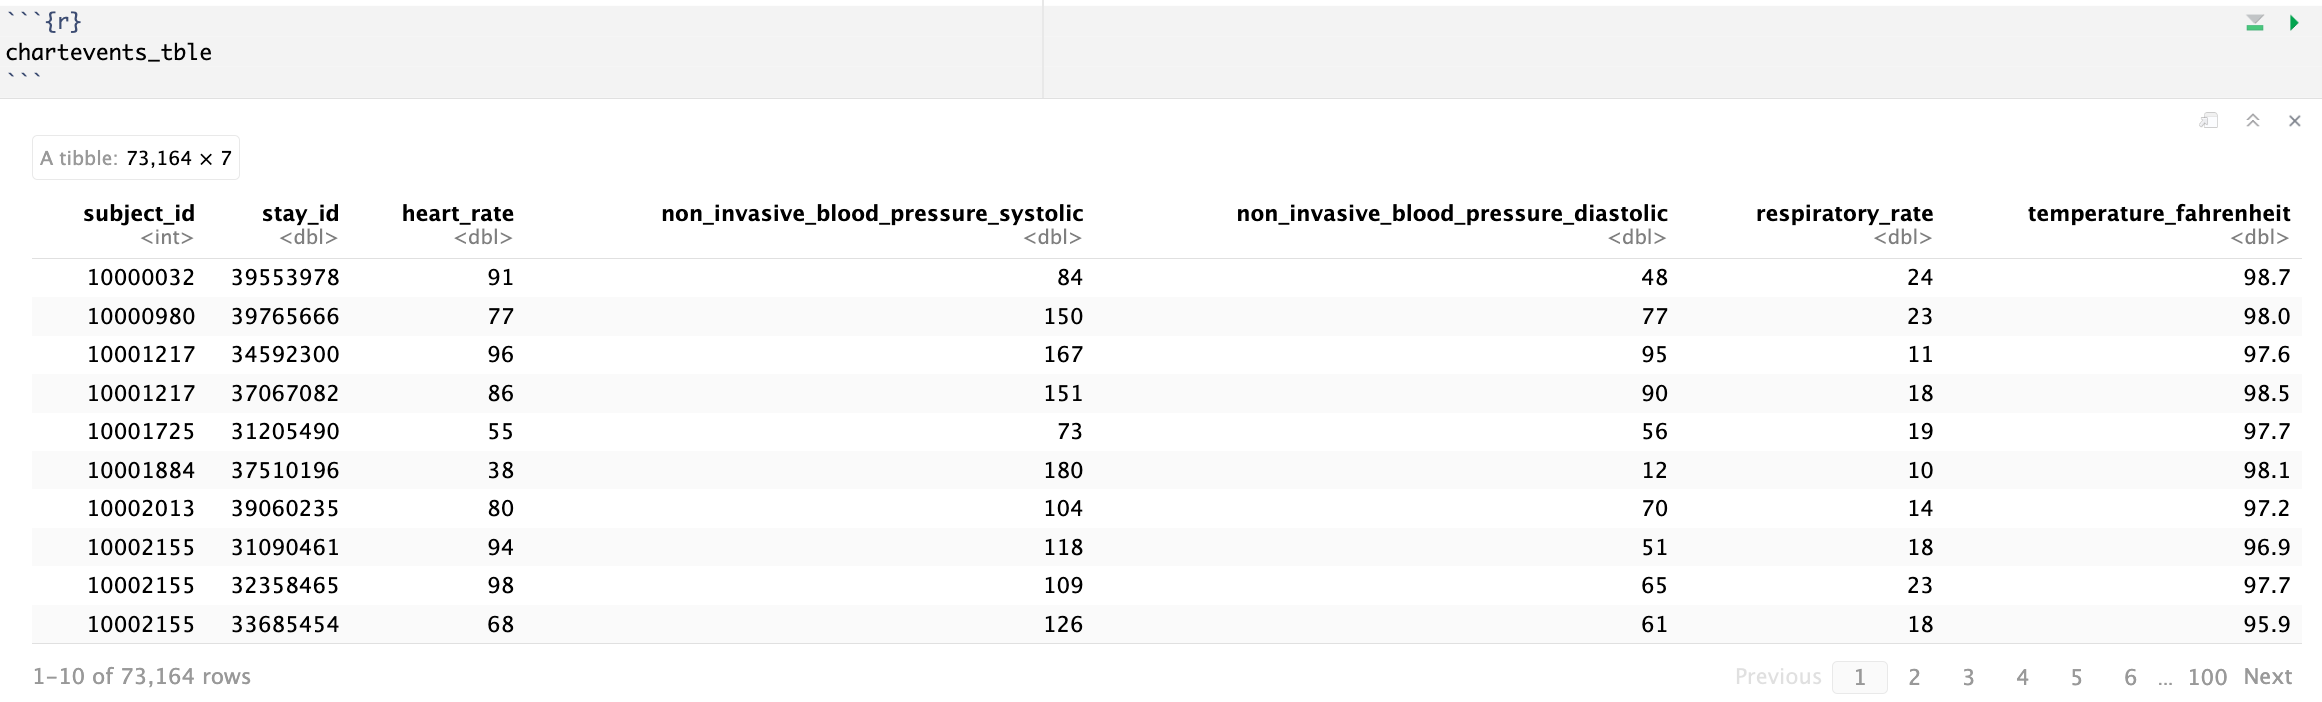 ```{r}
chartevents_tble
```
A tibble: 73,164 × 7
subject_id stay_id heart_rate non_invasive_blood_pressure_systolic non_invasive_blood_pressure_diastolic respiratory_rate temperature_fahrenheit
<int> <dbl> <dbl> <dbl> <dbl> <dbl> <dbl>
10000032 39553978 91 84 48 24 98.7
10000980 39765666 77 150 77 23 98.0
10001217 34592300 96 167 95 11 97.6
10001217 37067082 86 151 90 18 98.5
10001725 31205490 55 73 56 19 97.7
10001884 37510196 38 180 12 10 98.1
10002013 39060235 80 104 70 14 97.2
10002155 31090461 94 118 51 18 96.9
10002155 32358465 98 109 65 23 97.7
10002155 33685454 68 126 61 18 95.9
1–10 of 73,164 rows Previous 1 2 3 4 5 6 ... 100 Next